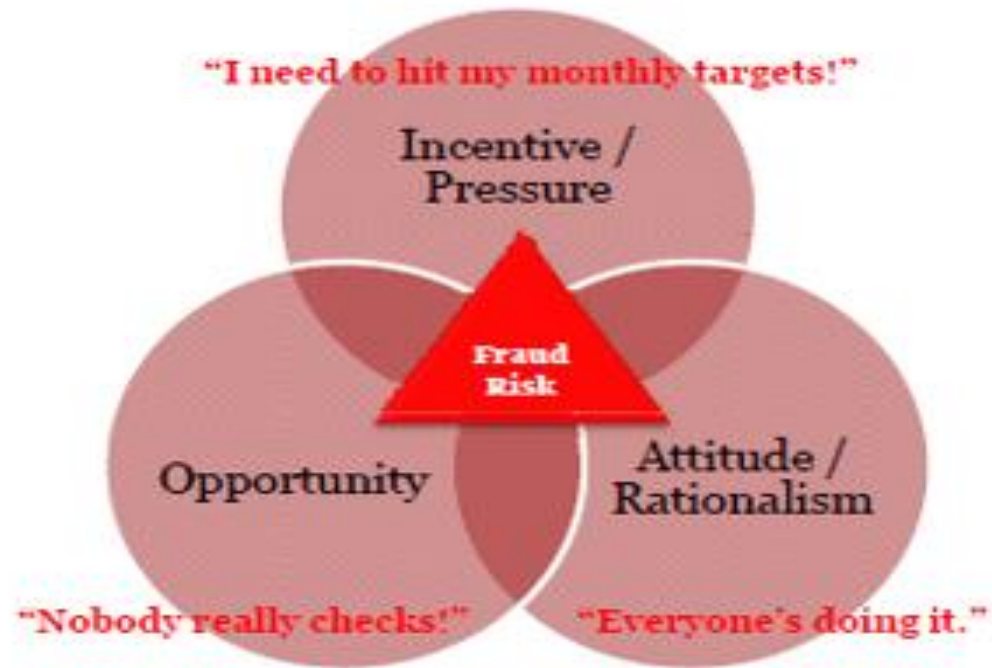 “I need to hit my monthly targets!”
Incentive /
Pressure
Fraud
Risk
Opportunity
Attitude /
Rationalism
“Nobody really checks!”
“Everyone’s doing it.”